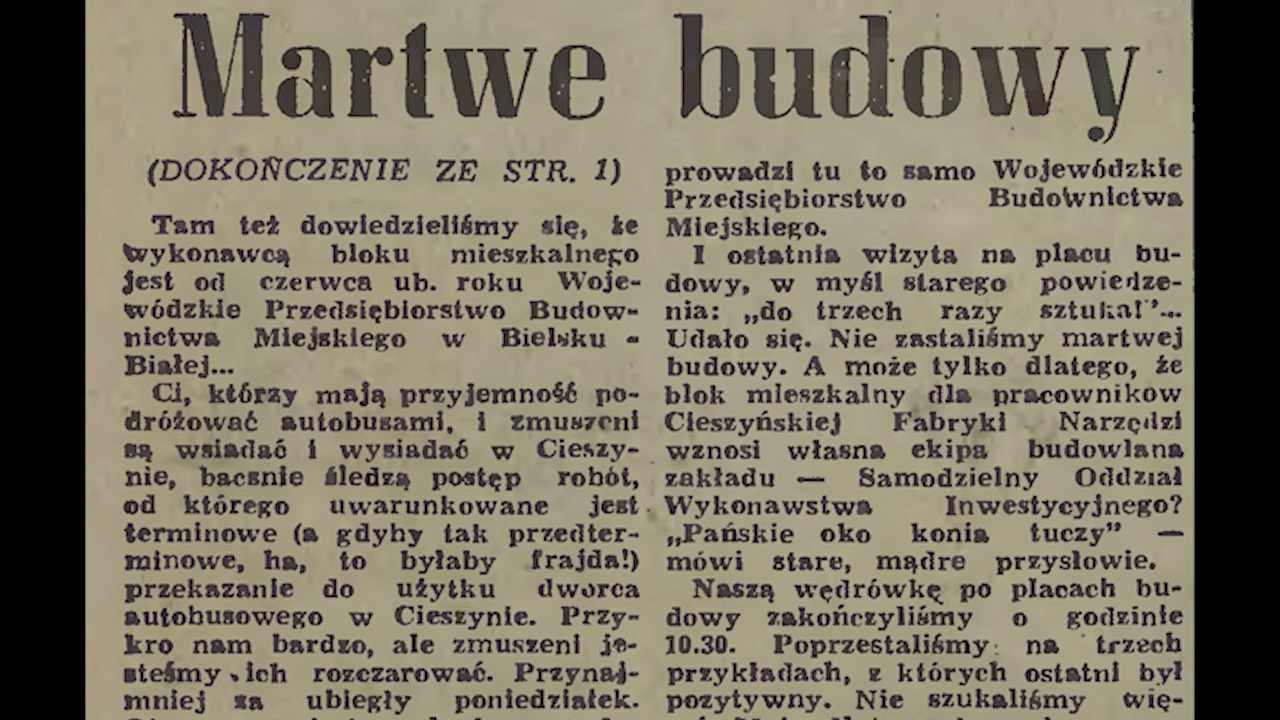 Martwe budowy
(DOKOŃCZENIE ZE STR. 1)
Tam też dowiedzieliśmy się, że
wykonawcą bloku mieszkalnego
jest od czerwca ub. roku Woje-
wódzkie Przedsiębiorstwo Budow-
nictwa Miejskiego w Bielsku -
Białej...
Ci, którzy mają przyjemność po-
dróżować autobusami, i zmuszeni
są wsiadać i wysiadać w Cieszy-
nie, bacznie śledzą postęp robót,
od którego uwarunkowane jest
terminowe (a gdyby tak przedter-
minowe, ha, to byłaby frajda!)
przekazanie do użytku dworca
autobusowego w Cieszynie. Przy-
kro nam bardzo, ale zmuszeni je-
steśmy ich rozczarować. Przynaj-
mniej za ubiegły poniedziałek.
prowadzi tu to samo Wojewódzkie
Przedsiębiorstwo Budownictwa
Miejskiego.
I ostatnia wizyta na placu bu-
dowy, w myśl starego powiedze-
nia: „do trzech razy sztuka!”...
Udało się. Nie zastaliśmy martwej
budowy. A może tylko dlatego, że
blok mieszkalny dla pracowników
Cieszyńskiej Fabryki Narzędzi
wznosi własna ekipa budowlana
zakładu — Samodzielny Oddział
Wykonawstwa Inwestycyjnego?
„Pańskie oko konia tuczy” —
mówi stare, mądre przysłowie.
Naszą wędrówkę po placach bu-
dowy zakończyliśmy o godzinie
10.30. Poprzestaliśmy na trzech
przykładach, z których ostatni był
pozytywny. Nie szukaliśmy wię-